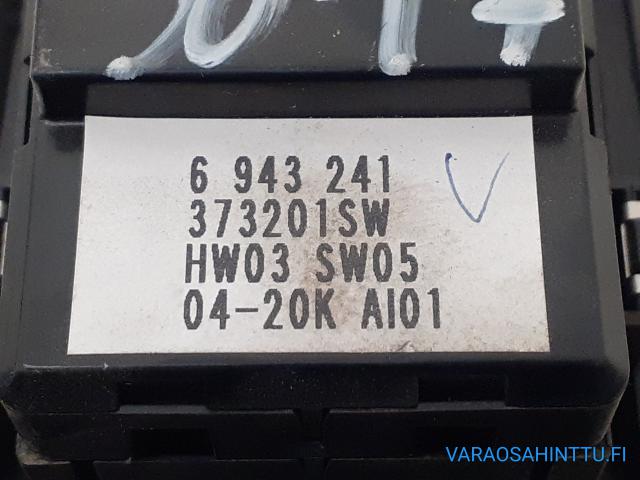 6 943 241
373201SW
HW03 SW05
04-20K AI01
V
VARAOSAHINTTU.FI